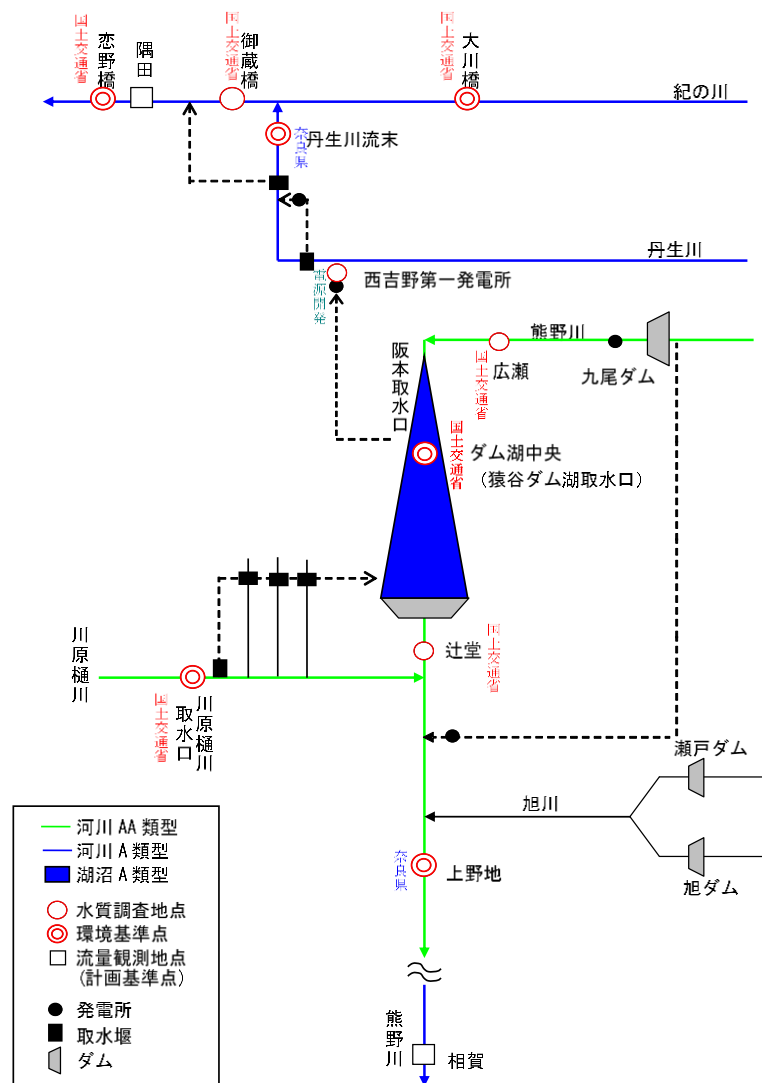 国土交通省
恋野橋
隅田
国土交通省
御蔵橋
国土交通省
大川橋
紀の川
奈良県
丹生川流末
丹生川
電源開発
西吉野第一発電所
熊野川
阪本取水口
国土交通省
広瀬
九尾ダム
国土交通省
ダム湖中央
(猿谷ダム湖取水口)
川原樋川
辻堂
国土交通省
国土交通省
取水口
川原樋川
瀬戸ダム
旭川
奈良県
上野地
旭ダム
河川 AA 類型
河川 A 類型
湖沼 A 類型
水質調査地点
環境基準点
流量観測地点
(計画基準点)
発電所
取水堰
ダム
熊野川
相賀